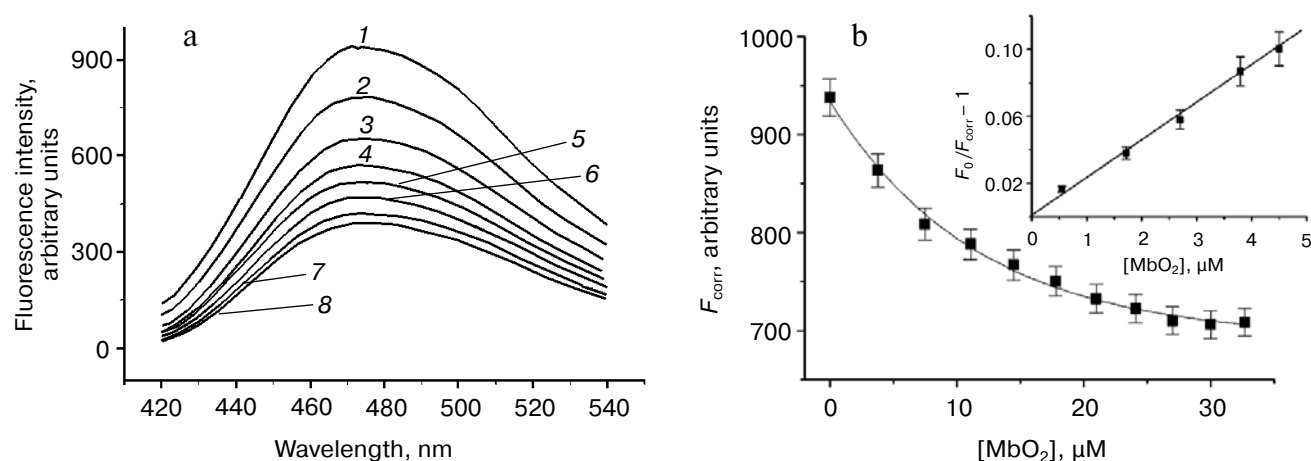 a
Fluorescence intensity,
arbitrary units
900
600
300
0
1
2
3
4
5
6
7
8
420 440 460 480 500 520 540
Wavelength, nm
b
F corr, arbitrary units
1000
900
800
700
0 10 20 30
[MbO2], µM
F0/Fcorr – 1
0.10
0.06
0.02
0 1 2 3 4 5
[MbO2], µM